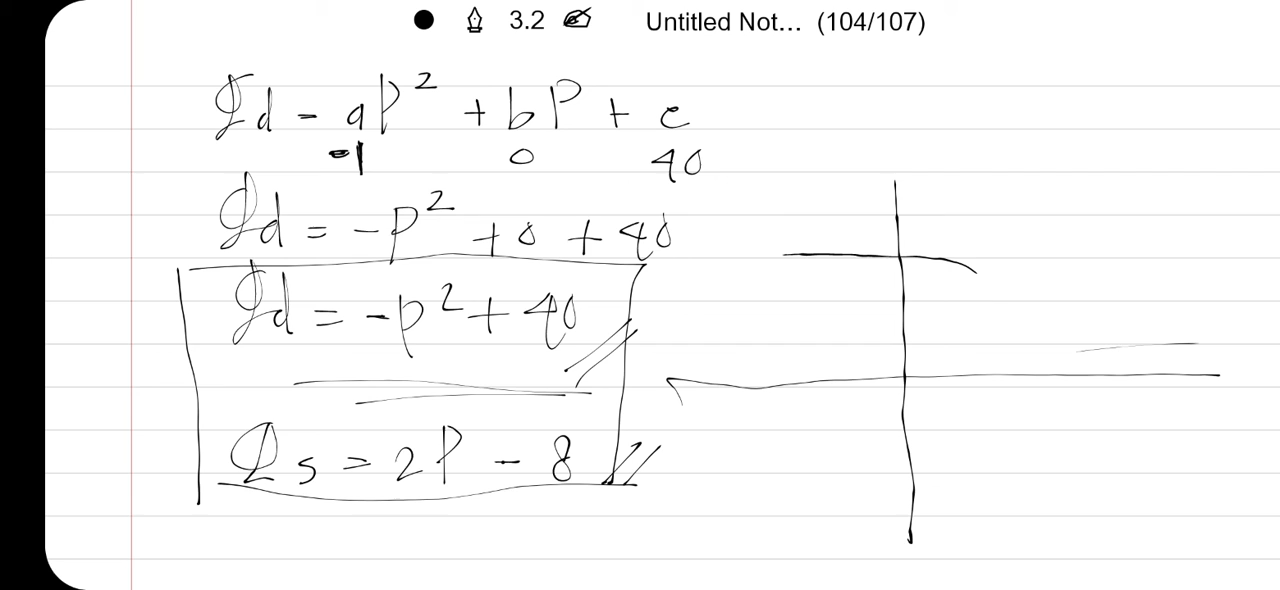 3.2 Untitled Not... (104/107)
Qd = aP² + bP + c
-1 0 40
Qd = -P² + 0 + 40
Qd = -P² + 40
Qs = 2P - 8